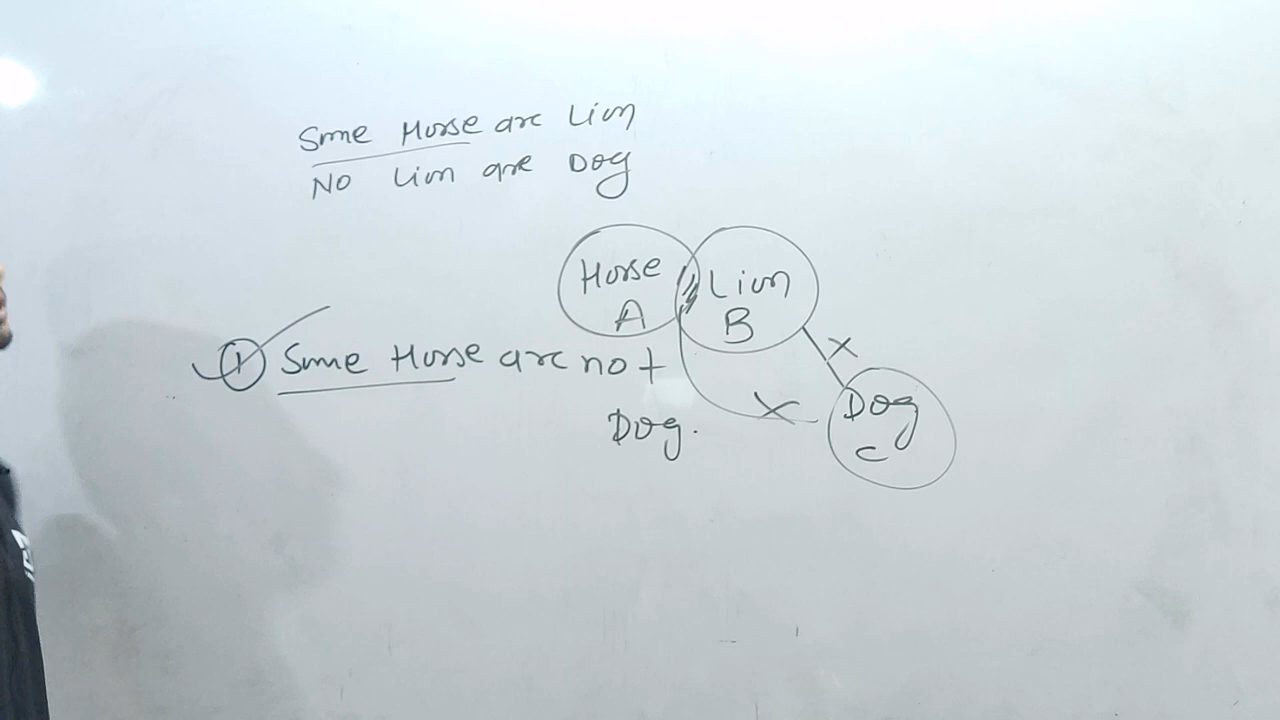 Some Horse are Lion
NO Lion are Dog
Horse
A
Lion
B
① Some Horse are not
Dog.
Dog
C